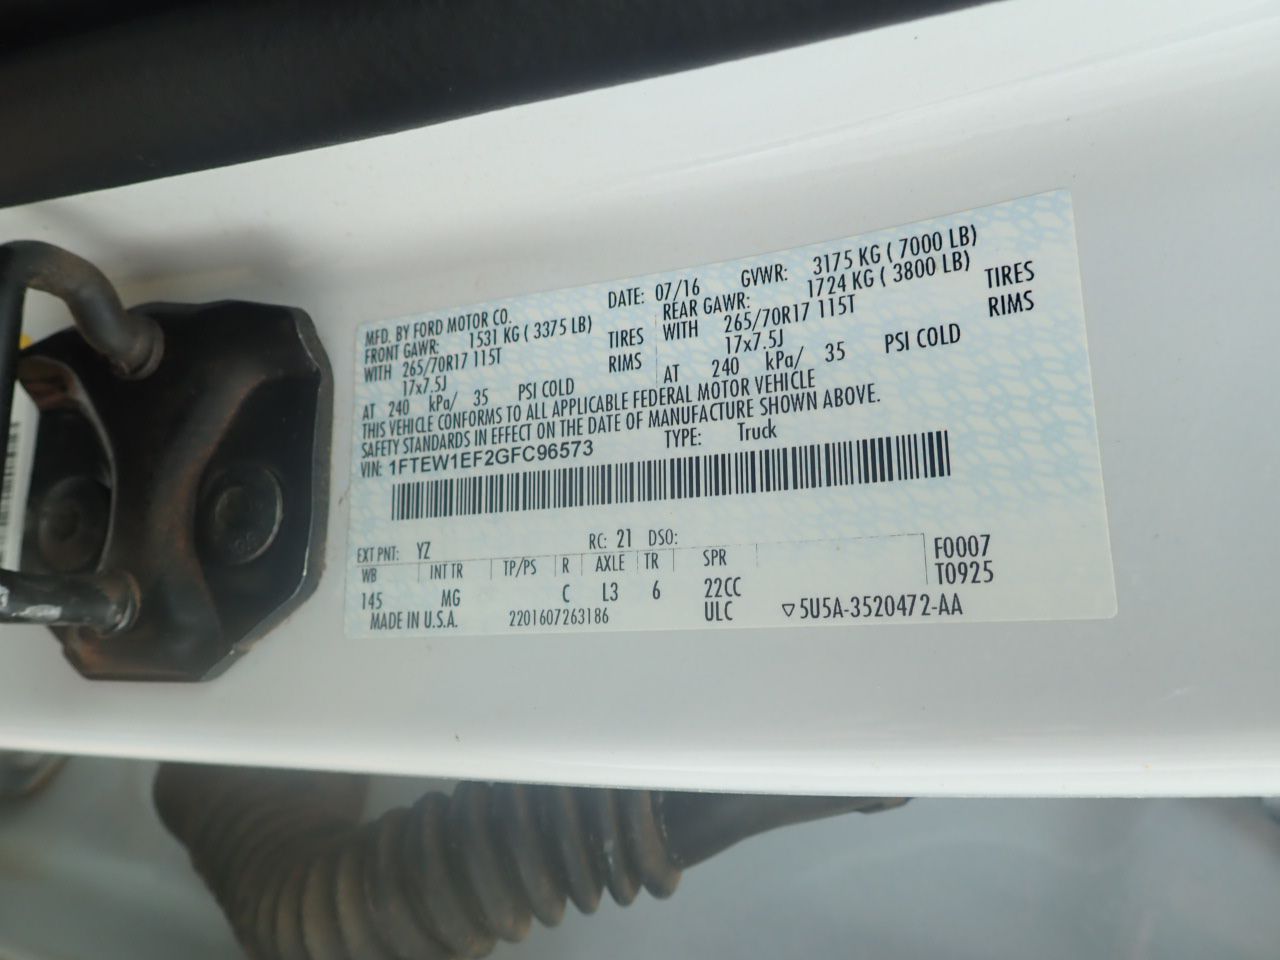 MFD. BY FORD MOTOR CO. DATE: 07/16 GVWR: 3175 KG ( 7000 LB)
FRONT GAWR: 1531 KG ( 3375 LB) REAR GAWR: 1724 KG ( 3800 LB)
WITH 265/70R17 115T TIRES WITH 265/70R17 115T TIRES
17x7.5J RIMS 17x7.5J RIMS
AT 240 kPa/ 35 PSI COLD AT 240 kPa/ 35 PSI COLD
THIS VEHICLE CONFORMS TO ALL APPLICABLE FEDERAL MOTOR VEHICLE
SAFETY STANDARDS IN EFFECT ON THE DATE OF MANUFACTURE SHOWN ABOVE.
VIN: 1FTEW1EF2GFC96573 TYPE: Truck
EXT PNT: YZ RC: 21 DSO:
WB INT TR TP/PS R AXLE TR SPR F0007
145 MG C L3 6 22CC T0925
MADE IN U.S.A. 2201607263186 ULC ▽5U5A-3520472-AA